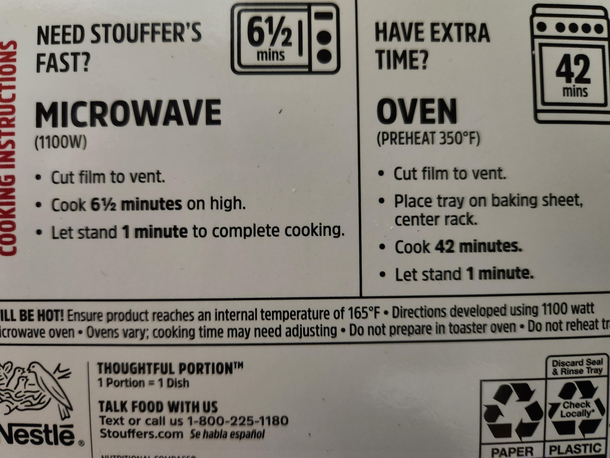 COOKING INSTRUCTIONS
NEED STOUFFER'S
FAST?
6½
mins
MICROWAVE
(1100W)
• Cut film to vent.
• Cook 6½ minutes on high.
• Let stand 1 minute to complete cooking.
HAVE EXTRA
TIME?
42
mins
OVEN
(PREHEAT 350°F)
• Cut film to vent.
• Place tray on baking sheet,
center rack.
• Cook 42 minutes.
• Let stand 1 minute.
ILL BE HOT! Ensure product reaches an internal temperature of 165°F • Directions developed using 1100 watt
icrowave oven • Ovens vary; cooking time may need adjusting • Do not prepare in toaster oven • Do not reheat tr
Nestlé®
THOUGHTFUL PORTION™
1 Portion = 1 Dish
TALK FOOD WITH US
Text or call us 1-800-225-1180
Stouffers.com Se habla español
Discard Seal
& Rinse Tray
Check
Locally*
PAPER
PLASTIC